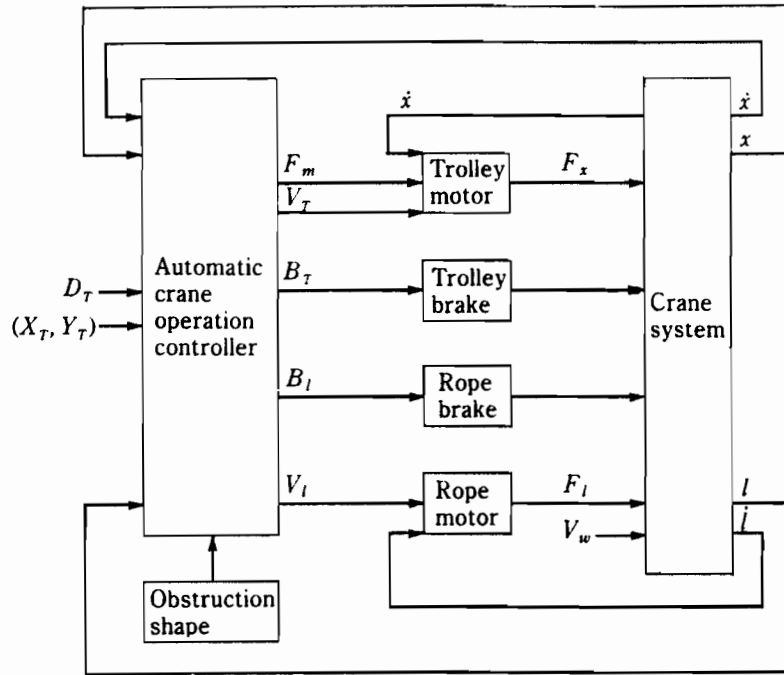 ẋ
ẋ
x
F_m
Trolley
motor
F_x
V_T
Automatic
crane
operation
controller
B_T
Trolley
brake
D_T
(X_T, Y_T)
Crane
system
B_l
Rope
brake
V_l
Rope
motor
F_l
l
V_w
l̇
Obstruction
shape